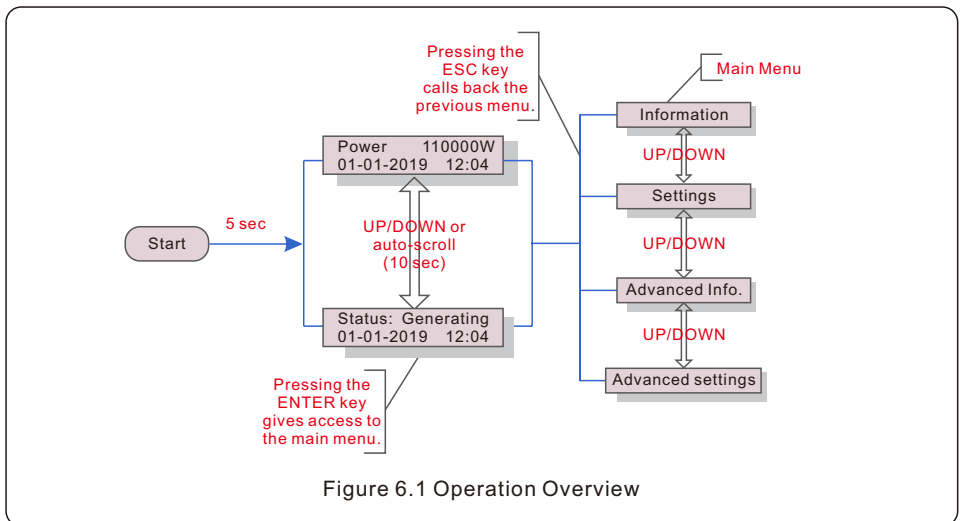 Pressing the
ESC key
calls back the
previous menu.
Main Menu
Information
UP/DOWN
Settings
UP/DOWN
Advanced Info.
UP/DOWN
Advanced settings
Power 110000W
01-01-2019 12:04
5 sec
Start
UP/DOWN or
auto-scroll
(10 sec)
Status: Generating
01-01-2019 12:04
Pressing the
ENTER key
gives access to
the main menu.
Figure 6.1 Operation Overview